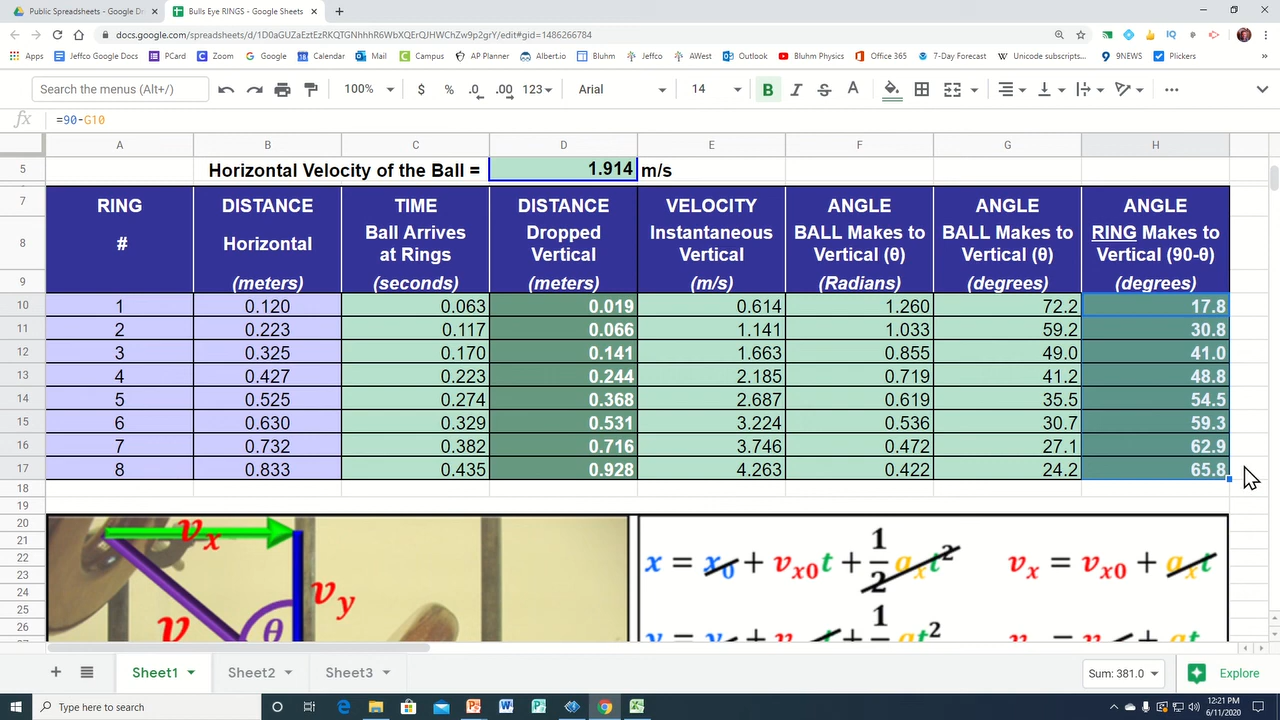 Public Spreadsheets - Google D
Bulls Eye RINGS - Google Sheets
docs.google.com/spreadsheets/d/1D0aGUZaEztEzRKQTGNhhhR6WbXQErQJHWChZw9p2grY/edit#gid=1486266784
Apps Jeffco Google Docs PCard Zoom Google Calendar Mail Campus AP Planner Albert.io Bluhm Jeffco AWest Outlook Bluhm Physics Office 365 7-Day Forecast Unicode subscripts... 9NEWS Plickers
Search the menus (Alt+/) 100% $ % .0 .00 123 Arial 14 B I S A
fx =90-G10
A B C D E F G H
5 Horizontal Velocity of the Ball = 1.914 m/s
7 RING DISTANCE TIME DISTANCE VELOCITY ANGLE ANGLE ANGLE
8 # Horizontal Ball Arrives at Rings Dropped Vertical Instantaneous Vertical BALL Makes to Vertical (θ) BALL Makes to Vertical (θ) RING Makes to Vertical (90-θ)
9 (meters) (seconds) (meters) (m/s) (Radians) (degrees) (degrees)
10 1 0.120 0.063 0.019 0.614 1.260 72.2 17.8
11 2 0.223 0.117 0.066 1.141 1.033 59.2 30.8
12 3 0.325 0.170 0.141 1.663 0.855 49.0 41.0
13 4 0.427 0.223 0.244 2.185 0.719 41.2 48.8
14 5 0.525 0.274 0.368 2.687 0.619 35.5 54.5
15 6 0.630 0.329 0.531 3.224 0.536 30.7 59.3
16 7 0.732 0.382 0.716 3.746 0.472 27.1 62.9
17 8 0.833 0.435 0.928 4.263 0.422 24.2 65.8
18
19
20
21
22
23
24
25
26
vx
vy
v θ
x = x0 + vx0t + 1/2 axt² vx = vx0 + axt
Sheet1 Sheet2 Sheet3 Sum: 381.0 Explore
Type here to search
12:21 PM
6/11/2020